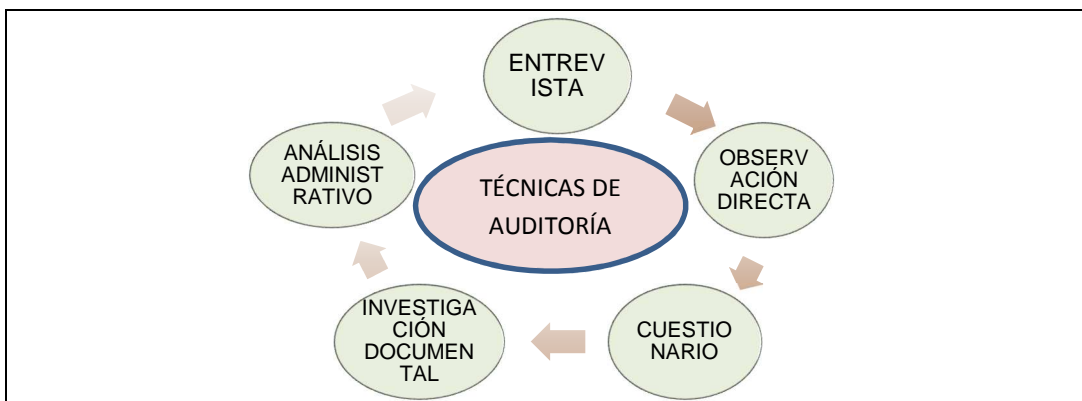 ENTREV
ISTA
OBSERV
ACIÓN
DIRECTA
CUESTIO
NARIO
INVESTIGA
CIÓN
DOCUMEN
TAL
ANÁLISIS
ADMINIST
RATIVO
TÉCNICAS DE
AUDITORÍA